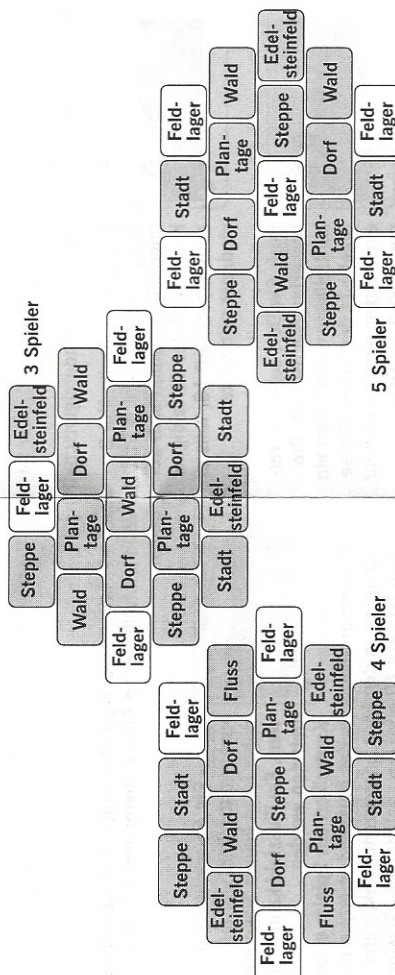 3 Spieler
Steppe
Feld-
lager
Edel-
steinfeld
Wald
Plan-
tage
Dorf
Wald
Feld-
lager
Dorf
Wald
Plan-
tage
Feld-
lager
Steppe
Plan-
tage
Dorf
Steppe
Stadt
Edel-
steinfeld
Stadt
Steppe
Stadt
Feld-
lager
Edel-
steinfeld
Wald
Dorf
Fluss
Feld-
lager
Dorf
Steppe
Plan-
tage
Feld-
lager
Fluss
Plan-
tage
Wald
Edel-
steinfeld
Feld-
lager
Stadt
Steppe
4 Spieler
Feld-
lager
Stadt
Feld-
lager
Steppe
Dorf
Plan-
tage
Wald
Edel-
steinfeld
Wald
Feld-
lager
Steppe
Edel-
steinfeld
Steppe
Plan-
tage
Dorf
Wald
Feld-
lager
Stadt
Feld-
lager
5 Spieler